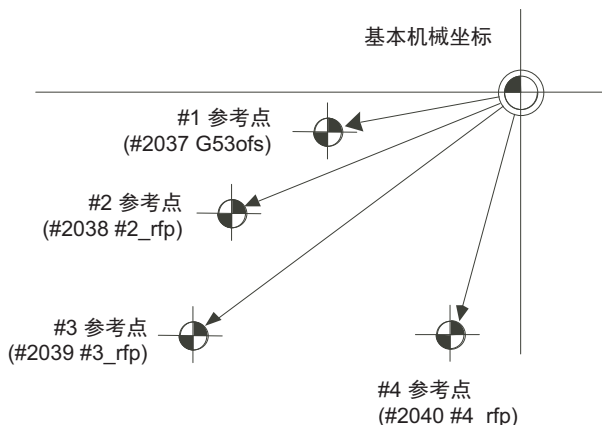 基本机械坐标
#1 参考点
(#2037 G53ofs)
#2 参考点
(#2038 #2_rfp)
#3 参考点
(#2039 #3_rfp)
#4 参考点
(#2040 #4_rfp)